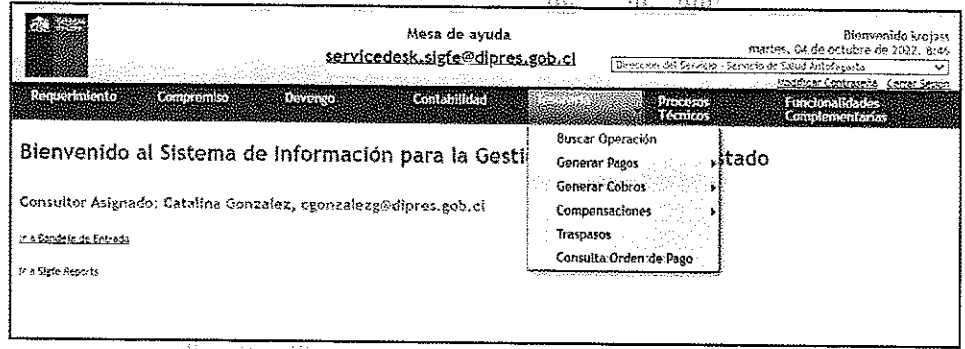 Mesa de ayuda
servicedesk.sigfe@dipres.gob.cl
Bienvenido krojass
martes, 04 de octubre de 2022, 8:46
Direccion del Servicio - Servicio de Salud Antofagasta
Modificar Contraseña Cerrar Sesion
Requerimiento Compromiso Devengo Contabilidad Tesorería Procesos Técnicos Funcionalidades Complementarias
Buscar Operación
Bienvenido al Sistema de Información para la Gesti stado
Generar Pagos
Generar Cobros
Consultor Asignado: Catalina Gonzalez, cgonzalezg@dipres.gob.cl
Compensaciones
Traspasos
Ir a Bandeja de Entrada
Consulta Orden de Pago
Ir a Sigfe Reports